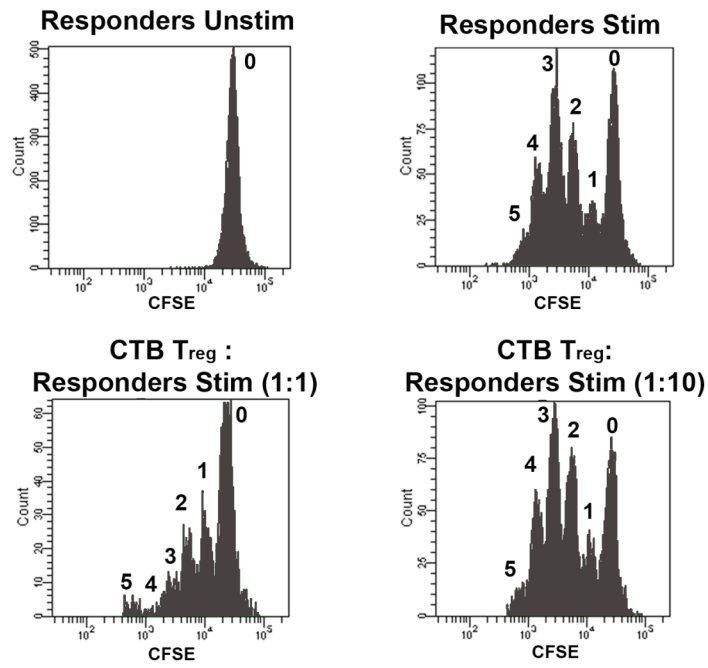 Responders Unstim
500
400
300
200
100
0
Count
0
10² 10³ 10⁴ 10⁵
CFSE
Responders Stim
100
75
50
25
0
Count
5 4 3 2 1 0
10² 10³ 10⁴ 10⁵
CFSE
CTB Treg :
Responders Stim (1:1)
60
50
40
30
20
10
0
Count
5 4 3 2 1 0
10² 10³ 10⁴ 10⁵
CFSE
CTB Treg:
Responders Stim (1:10)
100
75
50
25
0
Count
5 4 3 2 1 0
10² 10³ 10⁴ 10⁵
CFSE